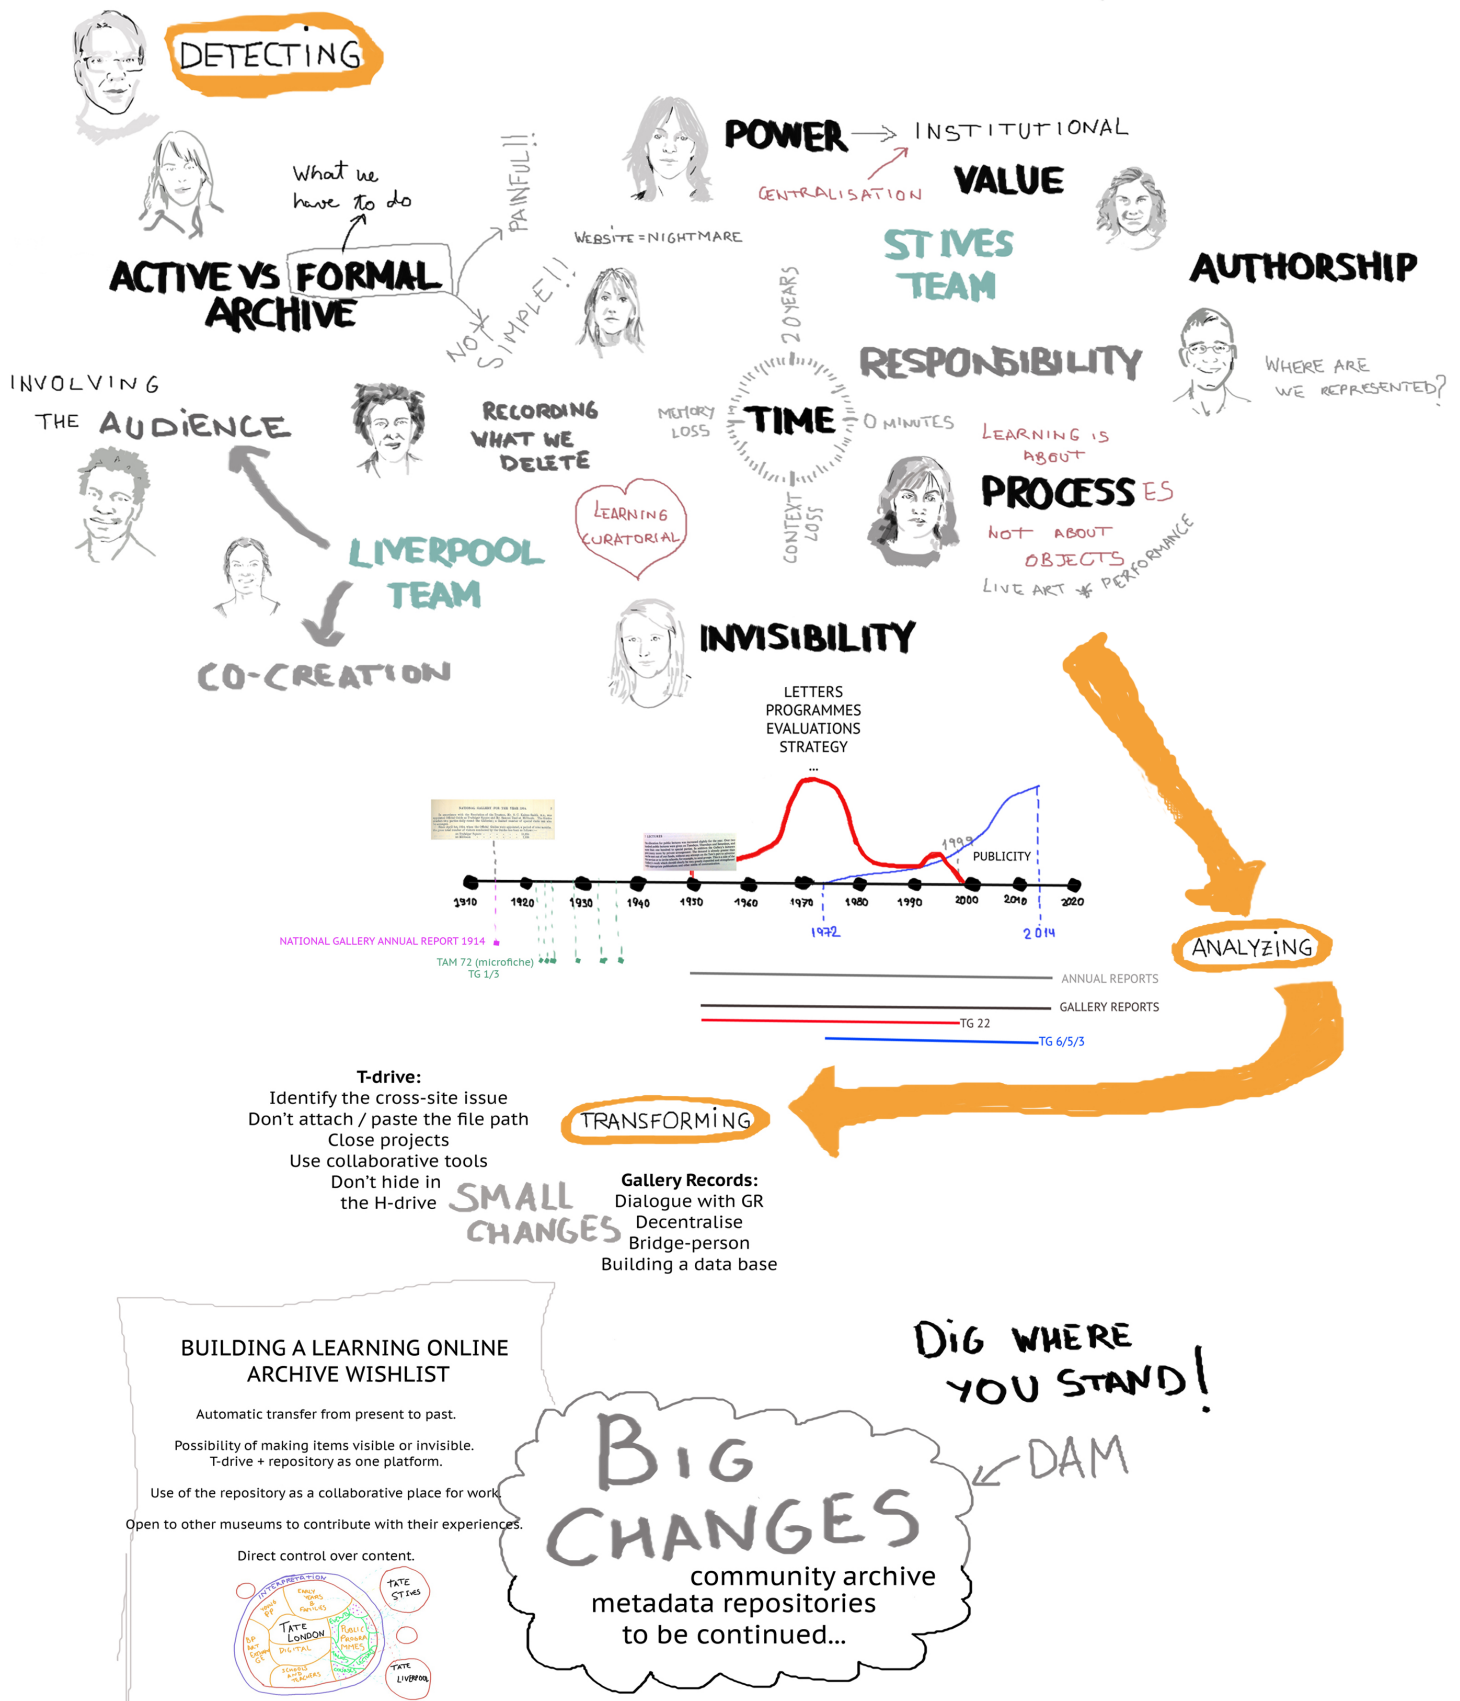 DETECTING
What we
have to do
PAINFUL!!
ACTIVE VS FORMAL
ARCHIVE
NOT
SIMPLE!!
POWER → INSTITUTIONAL
CENTRALISATION
VALUE
WEBSITE = NIGHTMARE
ST IVES
TEAM
AUTHORSHIP
20 YEARS
RESPONSIBILITY
WHERE ARE
WE REPRESENTED?
INVOLVING
THE AUDIENCE
RECORDING
WHAT WE
DELETE
MEMORY
LOSS
TIME
0 MINUTES
CONTEXT
LOSS
LEARNING IS
ABOUT
PROCESSES
NOT ABOUT
OBJECTS
LIVE ART * PERFORMANCE
LEARNING
CURATORIAL
LIVERPOOL
TEAM
CO-CREATION
INVISIBILITY
LETTERS
PROGRAMMES
EVALUATIONS
STRATEGY
...
1999
PUBLICITY
1910 1920 1930 1940 1950 1960 1970 1980 1990 2000 2010 2020
1972
2014
NATIONAL GALLERY ANNUAL REPORT 1914
TAM 72 (microfiche)
TG 1/3
ANNUAL REPORTS
GALLERY REPORTS
TG 22
TG 6/5/3
ANALYZING
TRANSFORMING
T-drive:
Identify the cross-site issue
Don't attach / paste the file path
Close projects
Use collaborative tools
Don't hide in
the H-drive
SMALL
CHANGES
Gallery Records:
Dialogue with GR
Decentralise
Bridge-person
Building a data base
BUILDING A LEARNING ONLINE
ARCHIVE WISHLIST
Automatic transfer from present to past.
Possibility of making items visible or invisible.
T-drive + repository as one platform.
Use of the repository as a collaborative place for work.
Open to other museums to contribute with their experiences.
Direct control over content.
INTERPRETATION
EARLY
YEARS
&
FAMILIES
TATE
LONDON
DIGITAL
PUBLIC
PROGRA
MMES
SCHOOLS
AND
TEACHERS
TATE
ST IVES
TATE
LIVERPOOL
DIG WHERE
YOU STAND!
DAM
BIG
CHANGES
community archive
metadata repositories
to be continued...